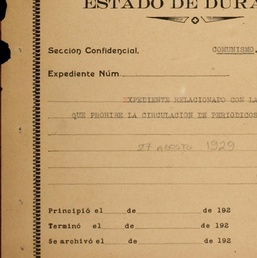 ESTADO DE DURA
Sección Confidencial. COMUNISMO.
Expediente Núm.
EXPEDIENTE RELACIONADO CON LA
QUE PROHIBE LA CIRCULACION DE PERIODICOS
27 AGOSTO 1929
Principió el de de 192
Terminó el de de 192
Se archivó el de de 192